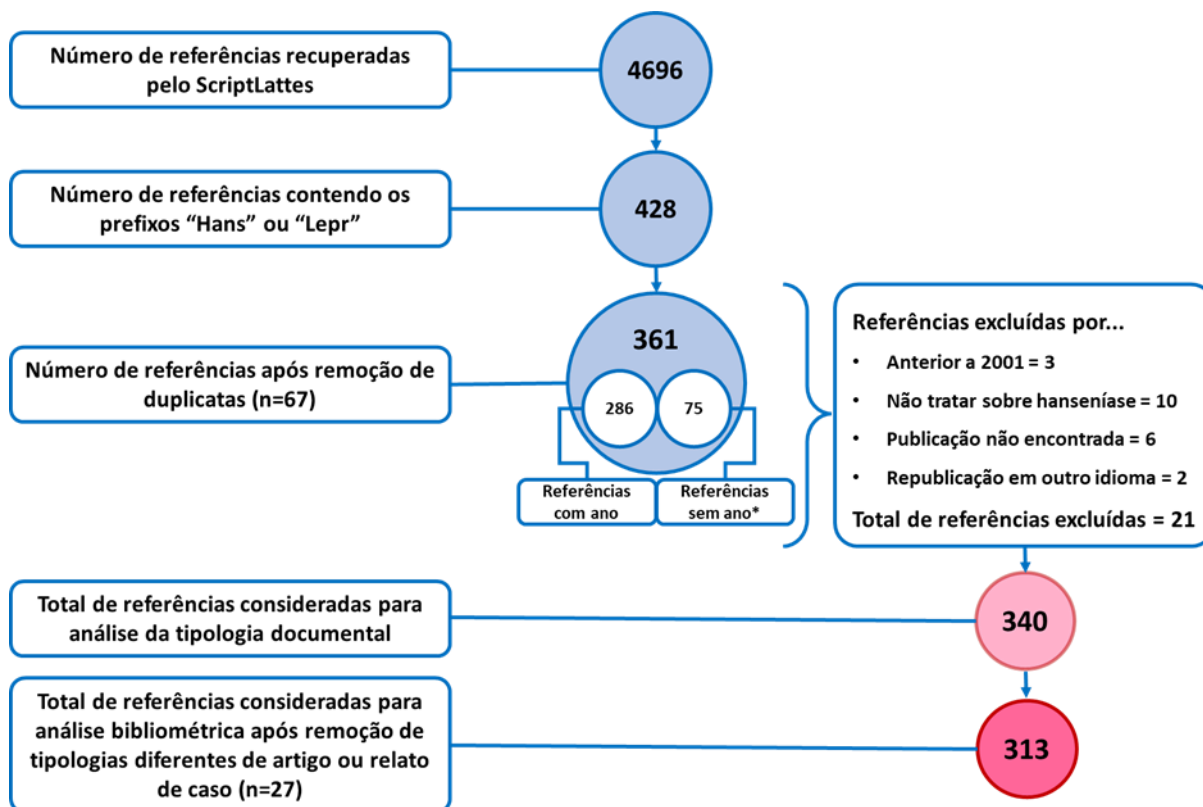 Número de referências recuperadas
pelo ScriptLattes
4696
Número de referências contendo os
prefixos “Hans” ou “Lepr”
428
Número de referências após remoção de
duplicatas (n=67)
361
286
75
Referências
com ano
Referências
sem ano*
Referências excluídas por...
• Anterior a 2001 = 3
• Não tratar sobre hanseníase = 10
• Publicação não encontrada = 6
• Republicação em outro idioma = 2
Total de referências excluídas = 21
Total de referências consideradas para
análise da tipologia documental
340
Total de referências consideradas para
análise bibliométrica após remoção de
tipologias diferentes de artigo ou relato
de caso (n=27)
313